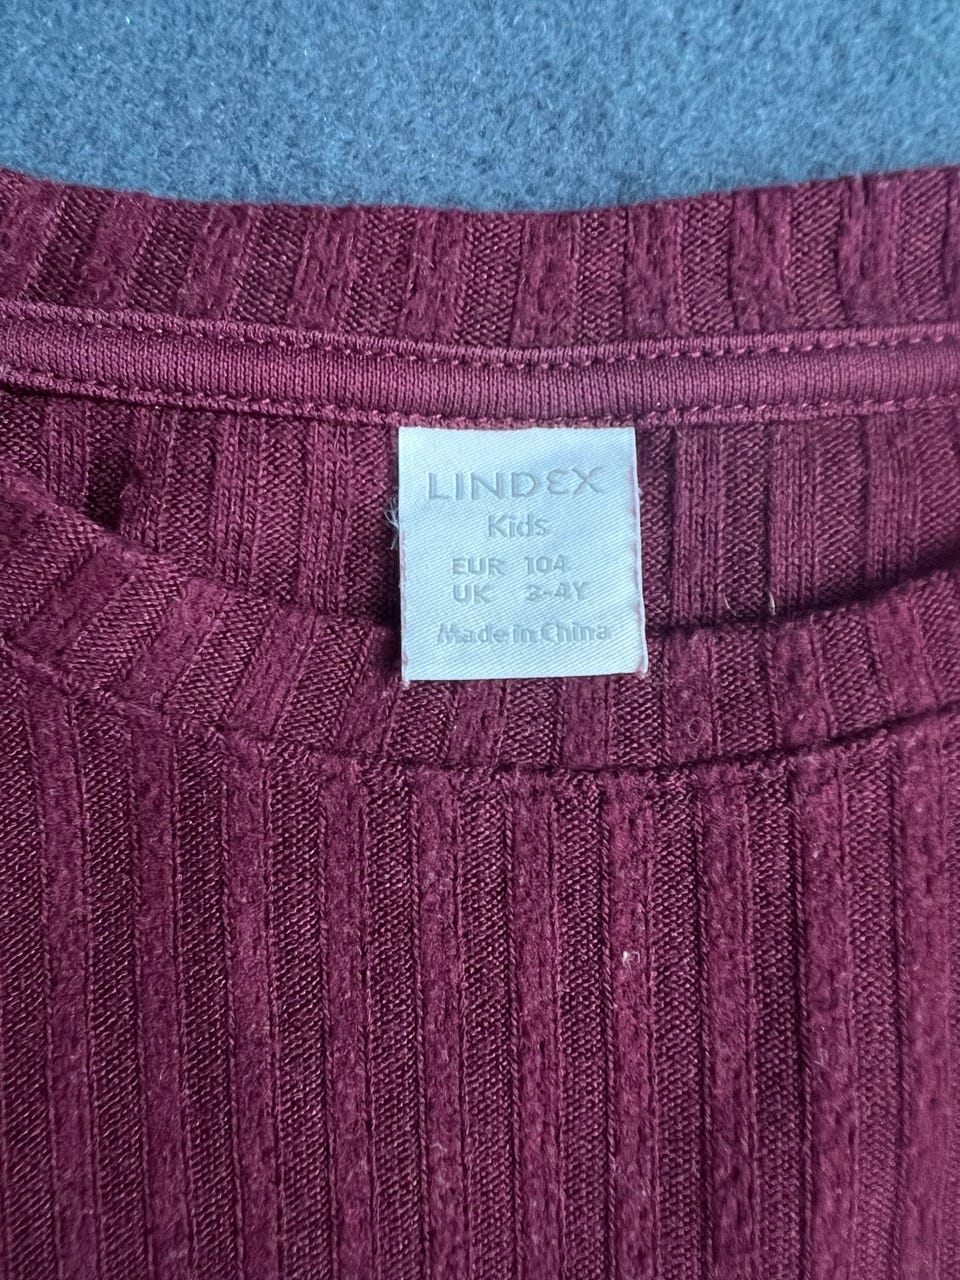 LINDEX
Kids
EUR 104
UK 3-4Y
Made in China